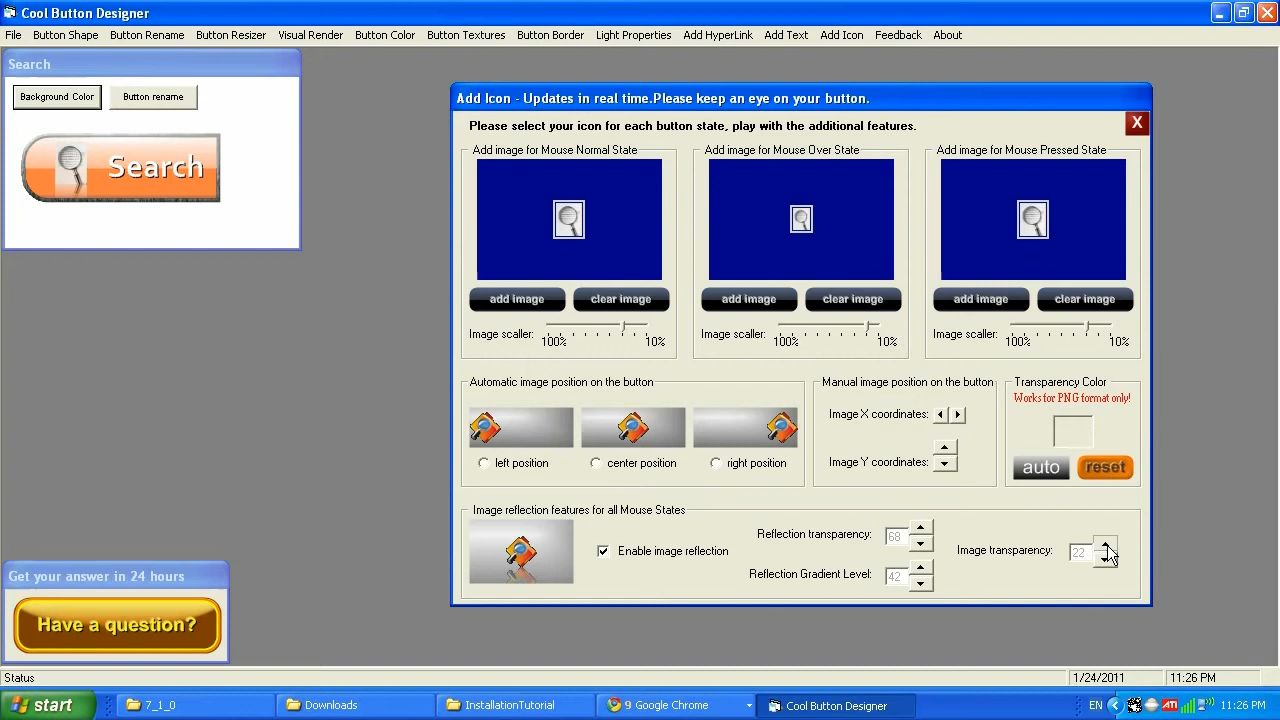 Cool Button Designer
File Button Shape Button Rename Button Resizer Visual Render Button Color Button Textures Button Borde Light Properties Add HyperLink Add Text Add Icon Feedback About
Search
Background Color Button rename
Search
Add Icon - Updates in real time.Please keep an eye on your button.
X
Please select your icon for each button state, play with the additional features.
Add image for Mouse Normal State Add image for Mouse Over State Add image for Mouse Pressed State
add image clear image add image clear image add image clear image
Image scaller: 100% 10% Image scaller: 100% 10% Image scaller: 100% 10%
Automatic image position on the button Manual image position on the button Transparency Color
Works for PNG format only!
Image X coordinates:
left position center position right position Image Y coordinates: auto reset
Image reflection features for all Mouse States
Reflection transparency: 68
Enable image reflection Image transparency: 22
Reflection Gradient Level: 42
Get your answer in 24 hours
Have a question?
Status 1/24/2011 11:26 PM
start 7_1_0 Downloads InstallationTutorial 9 Google Chrome Cool Button Designer EN ATI 11:26 PM